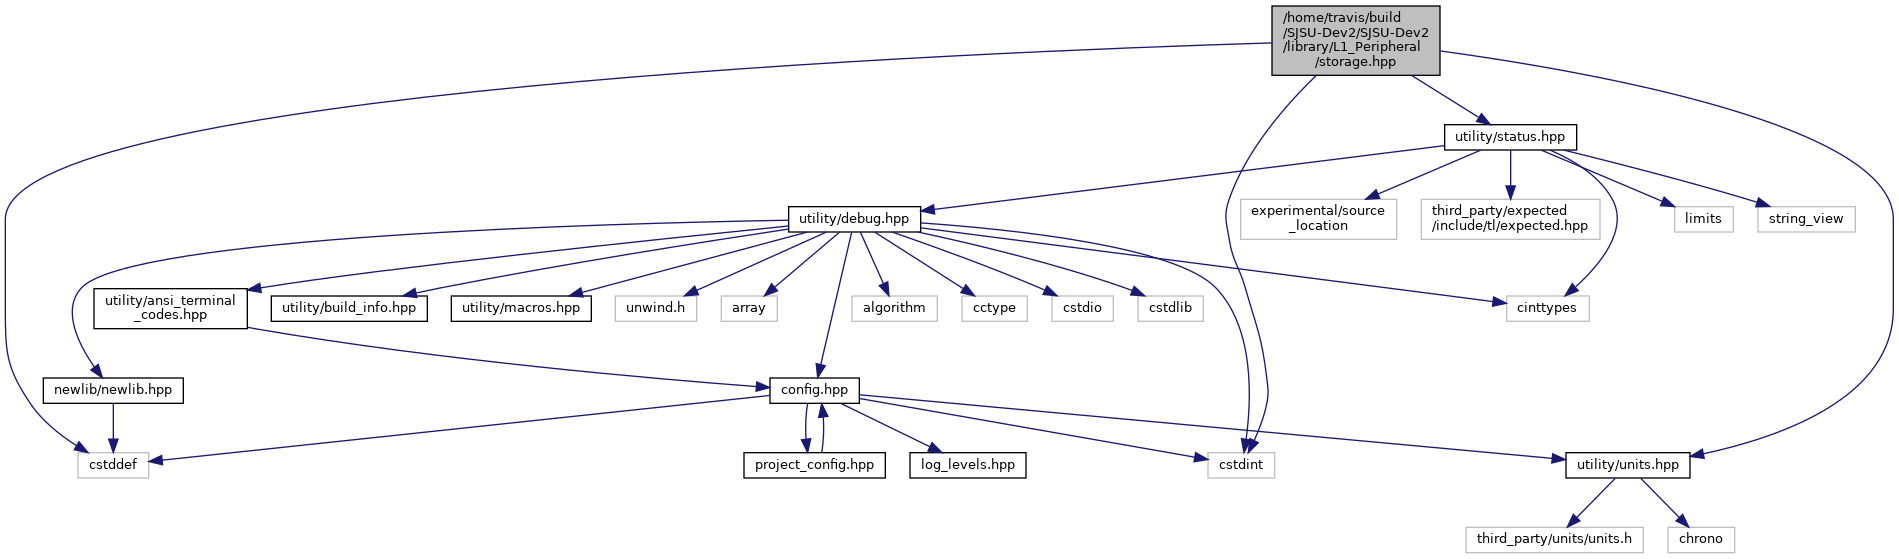 /home/travis/build
/SJSU-Dev2/SJSU-Dev2
/library/L1_Peripheral
/storage.hpp
utility/status.hpp
utility/debug.hpp
experimental/source
_location
third_party/expected
/include/tl/expected.hpp
limits
string_view
utility/ansi_terminal
_codes.hpp
utility/build_info.hpp
utility/macros.hpp
unwind.h
array
algorithm
cctype
cstdio
cstdlib
cinttypes
newlib/newlib.hpp
config.hpp
cstddef
project_config.hpp
log_levels.hpp
cstdint
utility/units.hpp
third_party/units/units.h
chrono